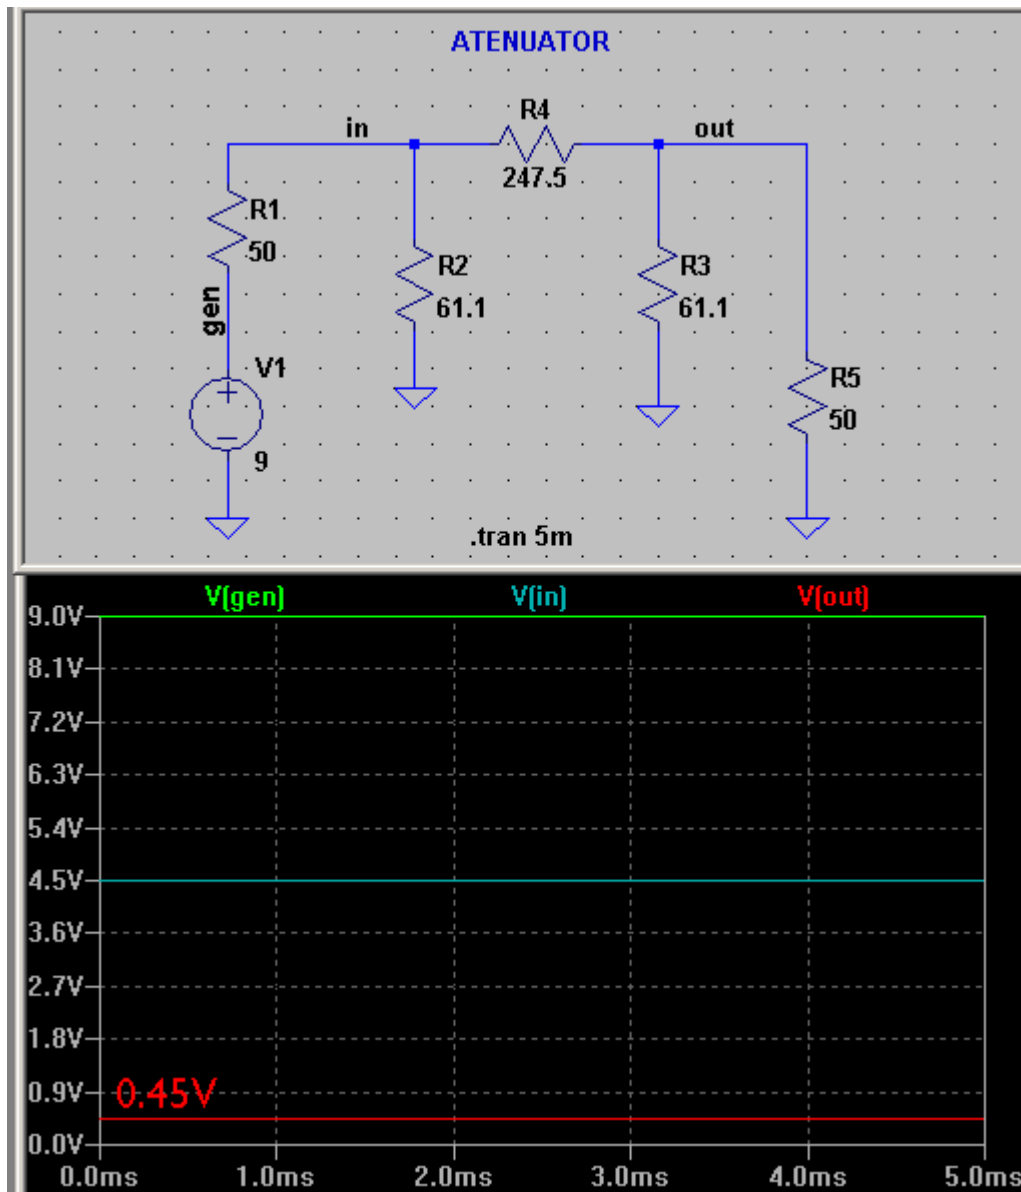 ATENUATOR
R4
in
out
247.5
R1
50
R2
61.1
R3
61.1
gen
V1
9
R5
50
.tran 5m
V(gen) V(in) V(out)
9.0V
8.1V
7.2V
6.3V
5.4V
4.5V
3.6V
2.7V
1.8V
0.9V
0.45V
0.0V
0.0ms 1.0ms 2.0ms 3.0ms 4.0ms 5.0ms